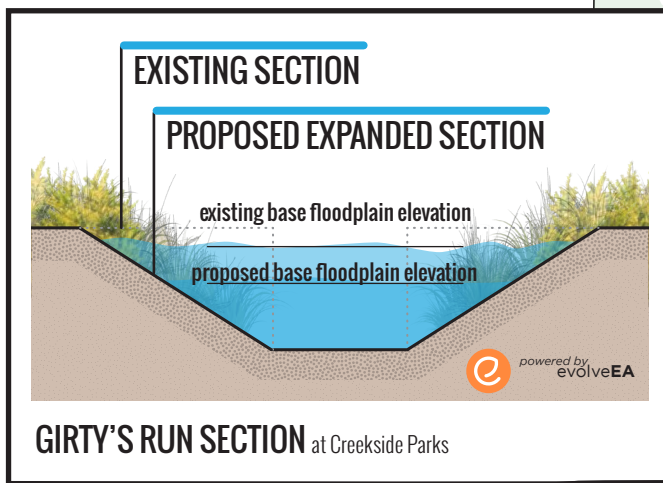 EXISTING SECTION
PROPOSED EXPANDED SECTION
existing base floodplain elevation
proposed base floodplain elevation
powered by
evolveEA
GIRTY'S RUN SECTION at Creekside Parks